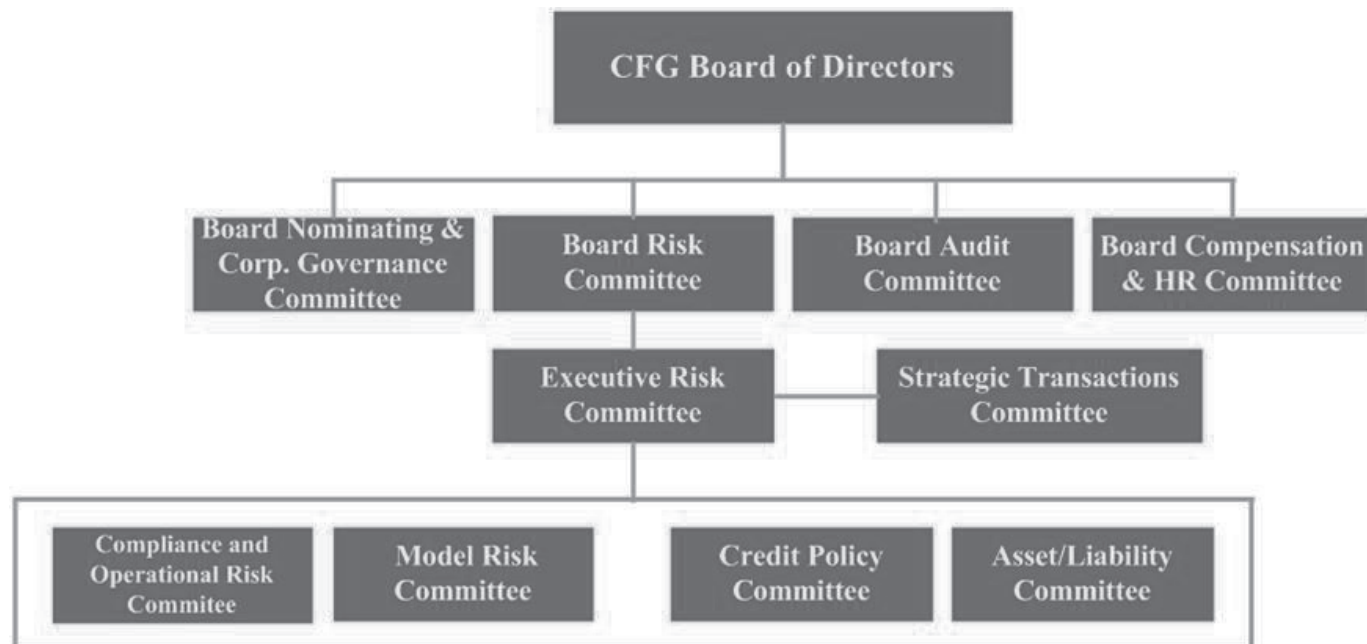 CFG Board of Directors
Board Nominating &
Corp. Governance
Committee
Board Risk
Committee
Board Audit
Committee
Board Compensation
& HR Committee
Executive Risk
Committee
Strategic Transactions
Committee
Compliance and
Operational Risk
Commitee
Model Risk
Committee
Credit Policy
Committee
Asset/Liability
Committee